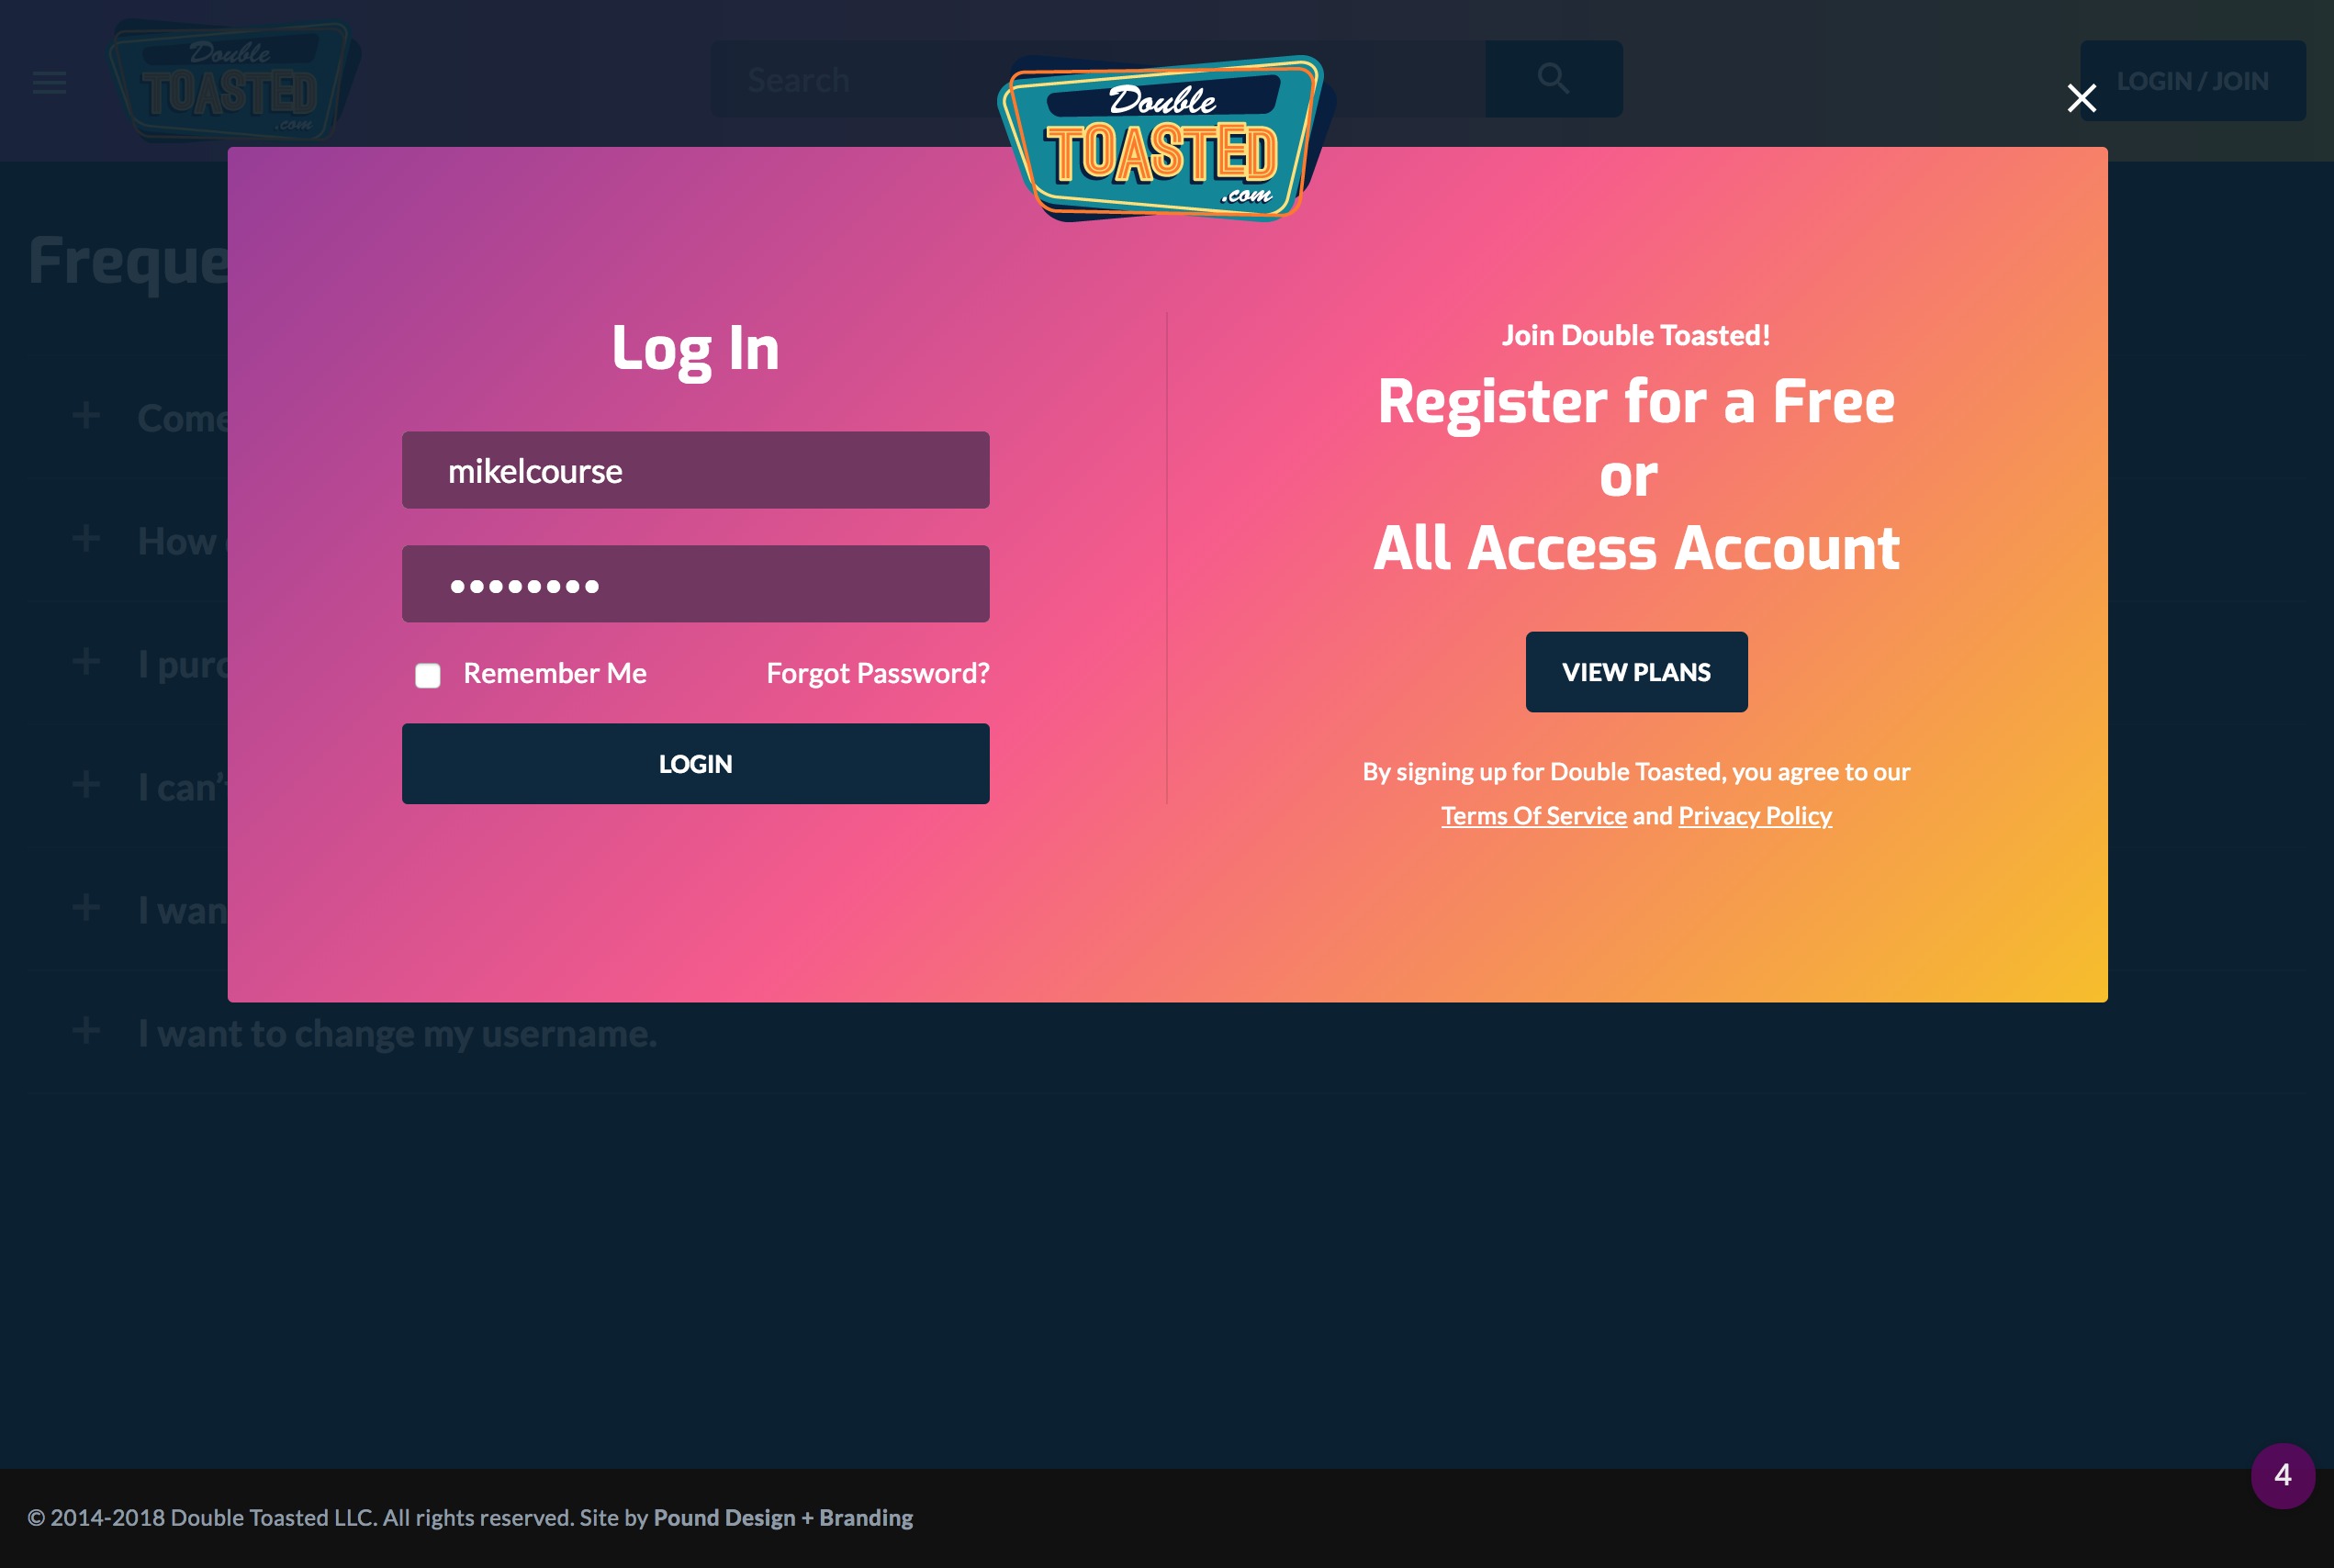 Double
TOASTED
.com
Search
LOGIN / JOIN
Double
TOASTED
.com
Log In
mikelcourse
Remember Me
Forgot Password?
LOGIN
Join Double Toasted!
Register for a Free
or
All Access Account
VIEW PLANS
By signing up for Double Toasted, you agree to our
Terms Of Service and Privacy Policy
Freque
Come
How
I purc
I can't
I wan
I want to change my username.
4
© 2014-2018 Double Toasted LLC. All rights reserved. Site by Pound Design + Branding